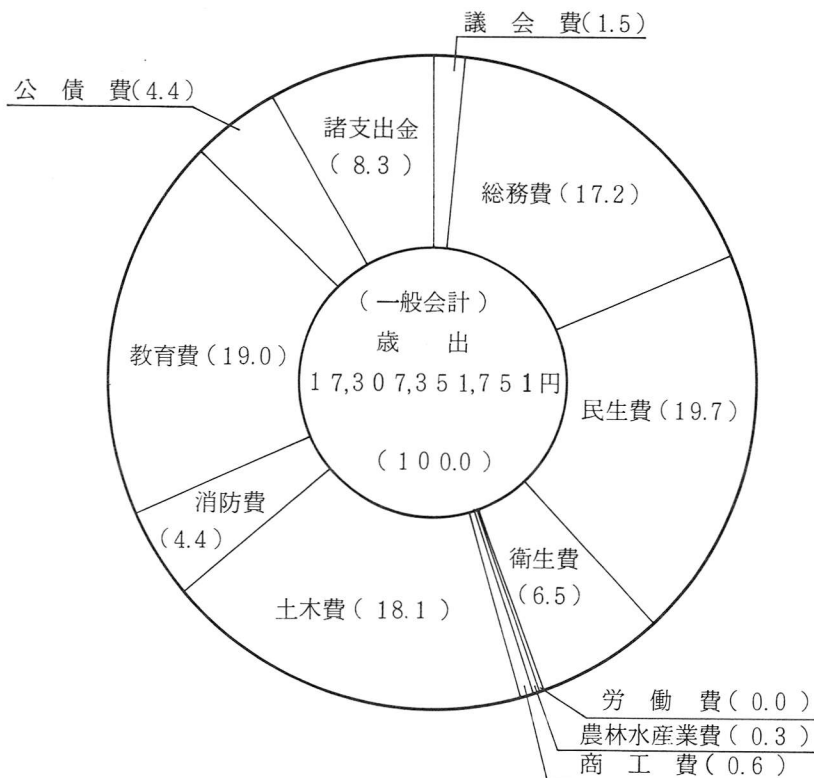 議会費(1.5)
公債費(4.4)
諸支出金
(8.3)
総務費(17.2)
(一般会計)
歳出
17,307,351,751円
(100.0)
教育費(19.0)
民生費(19.7)
消防費
(4.4)
衛生費
(6.5)
土木費(18.1)
労働費(0.0)
農林水産業費(0.3)
商工費(0.6)